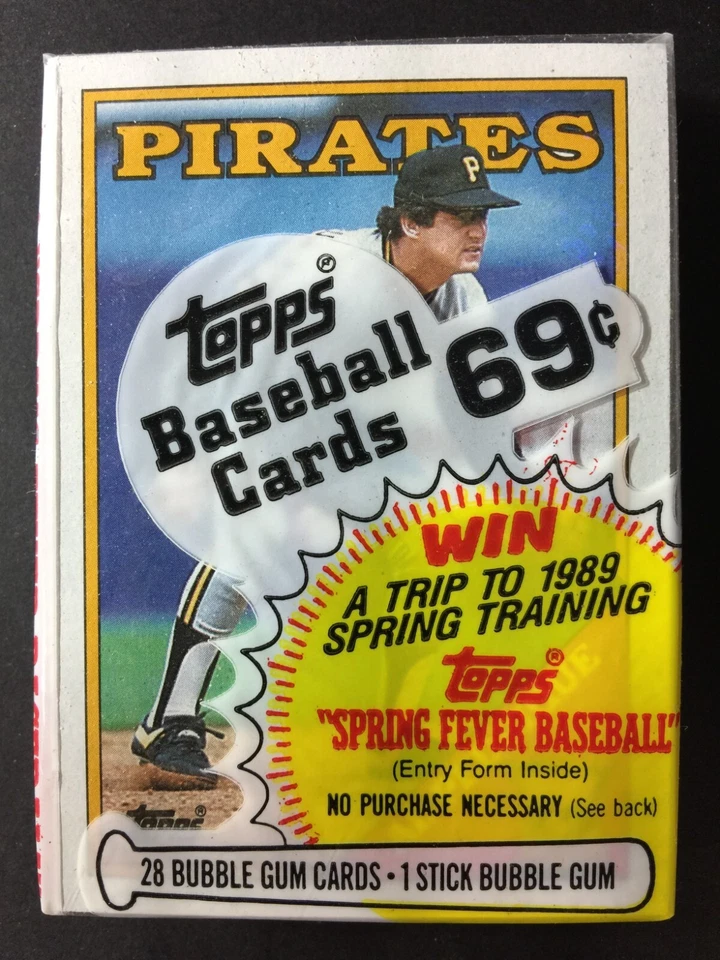 PIRATES
P
Topps®
Baseball
Cards
69¢
WIN
A TRIP TO 1989
SPRING TRAINING
Topps®
"SPRING FEVER BASEBALL"
(Entry Form Inside)
NO PURCHASE NECESSARY (See back)
Topps®
28 BUBBLE GUM CARDS • 1 STICK BUBBLE GUM